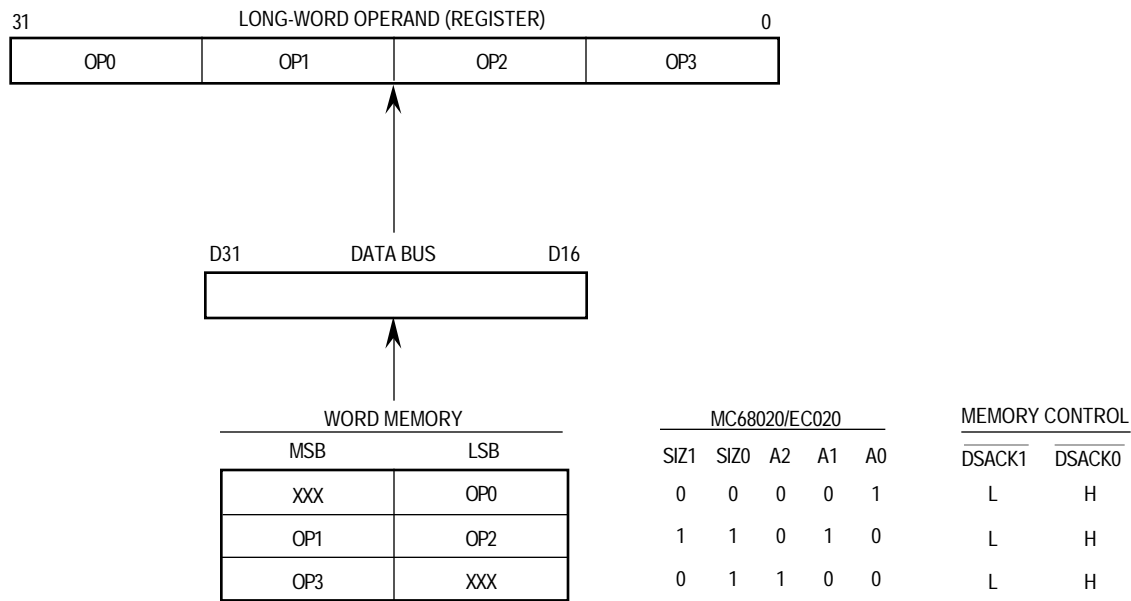 31 LONG-WORD OPERAND (REGISTER) 0
OP0 OP1 OP2 OP3
D31 DATA BUS D16
WORD MEMORY MC68020/EC020 MEMORY CONTROL
MSB LSB SIZ1 SIZ0 A2 A1 A0 DSACK1 DSACK0
XXX OP0 0 0 0 0 1 L H
OP1 OP2 1 1 0 1 0 L H
OP3 XXX 0 1 1 0 0 L H